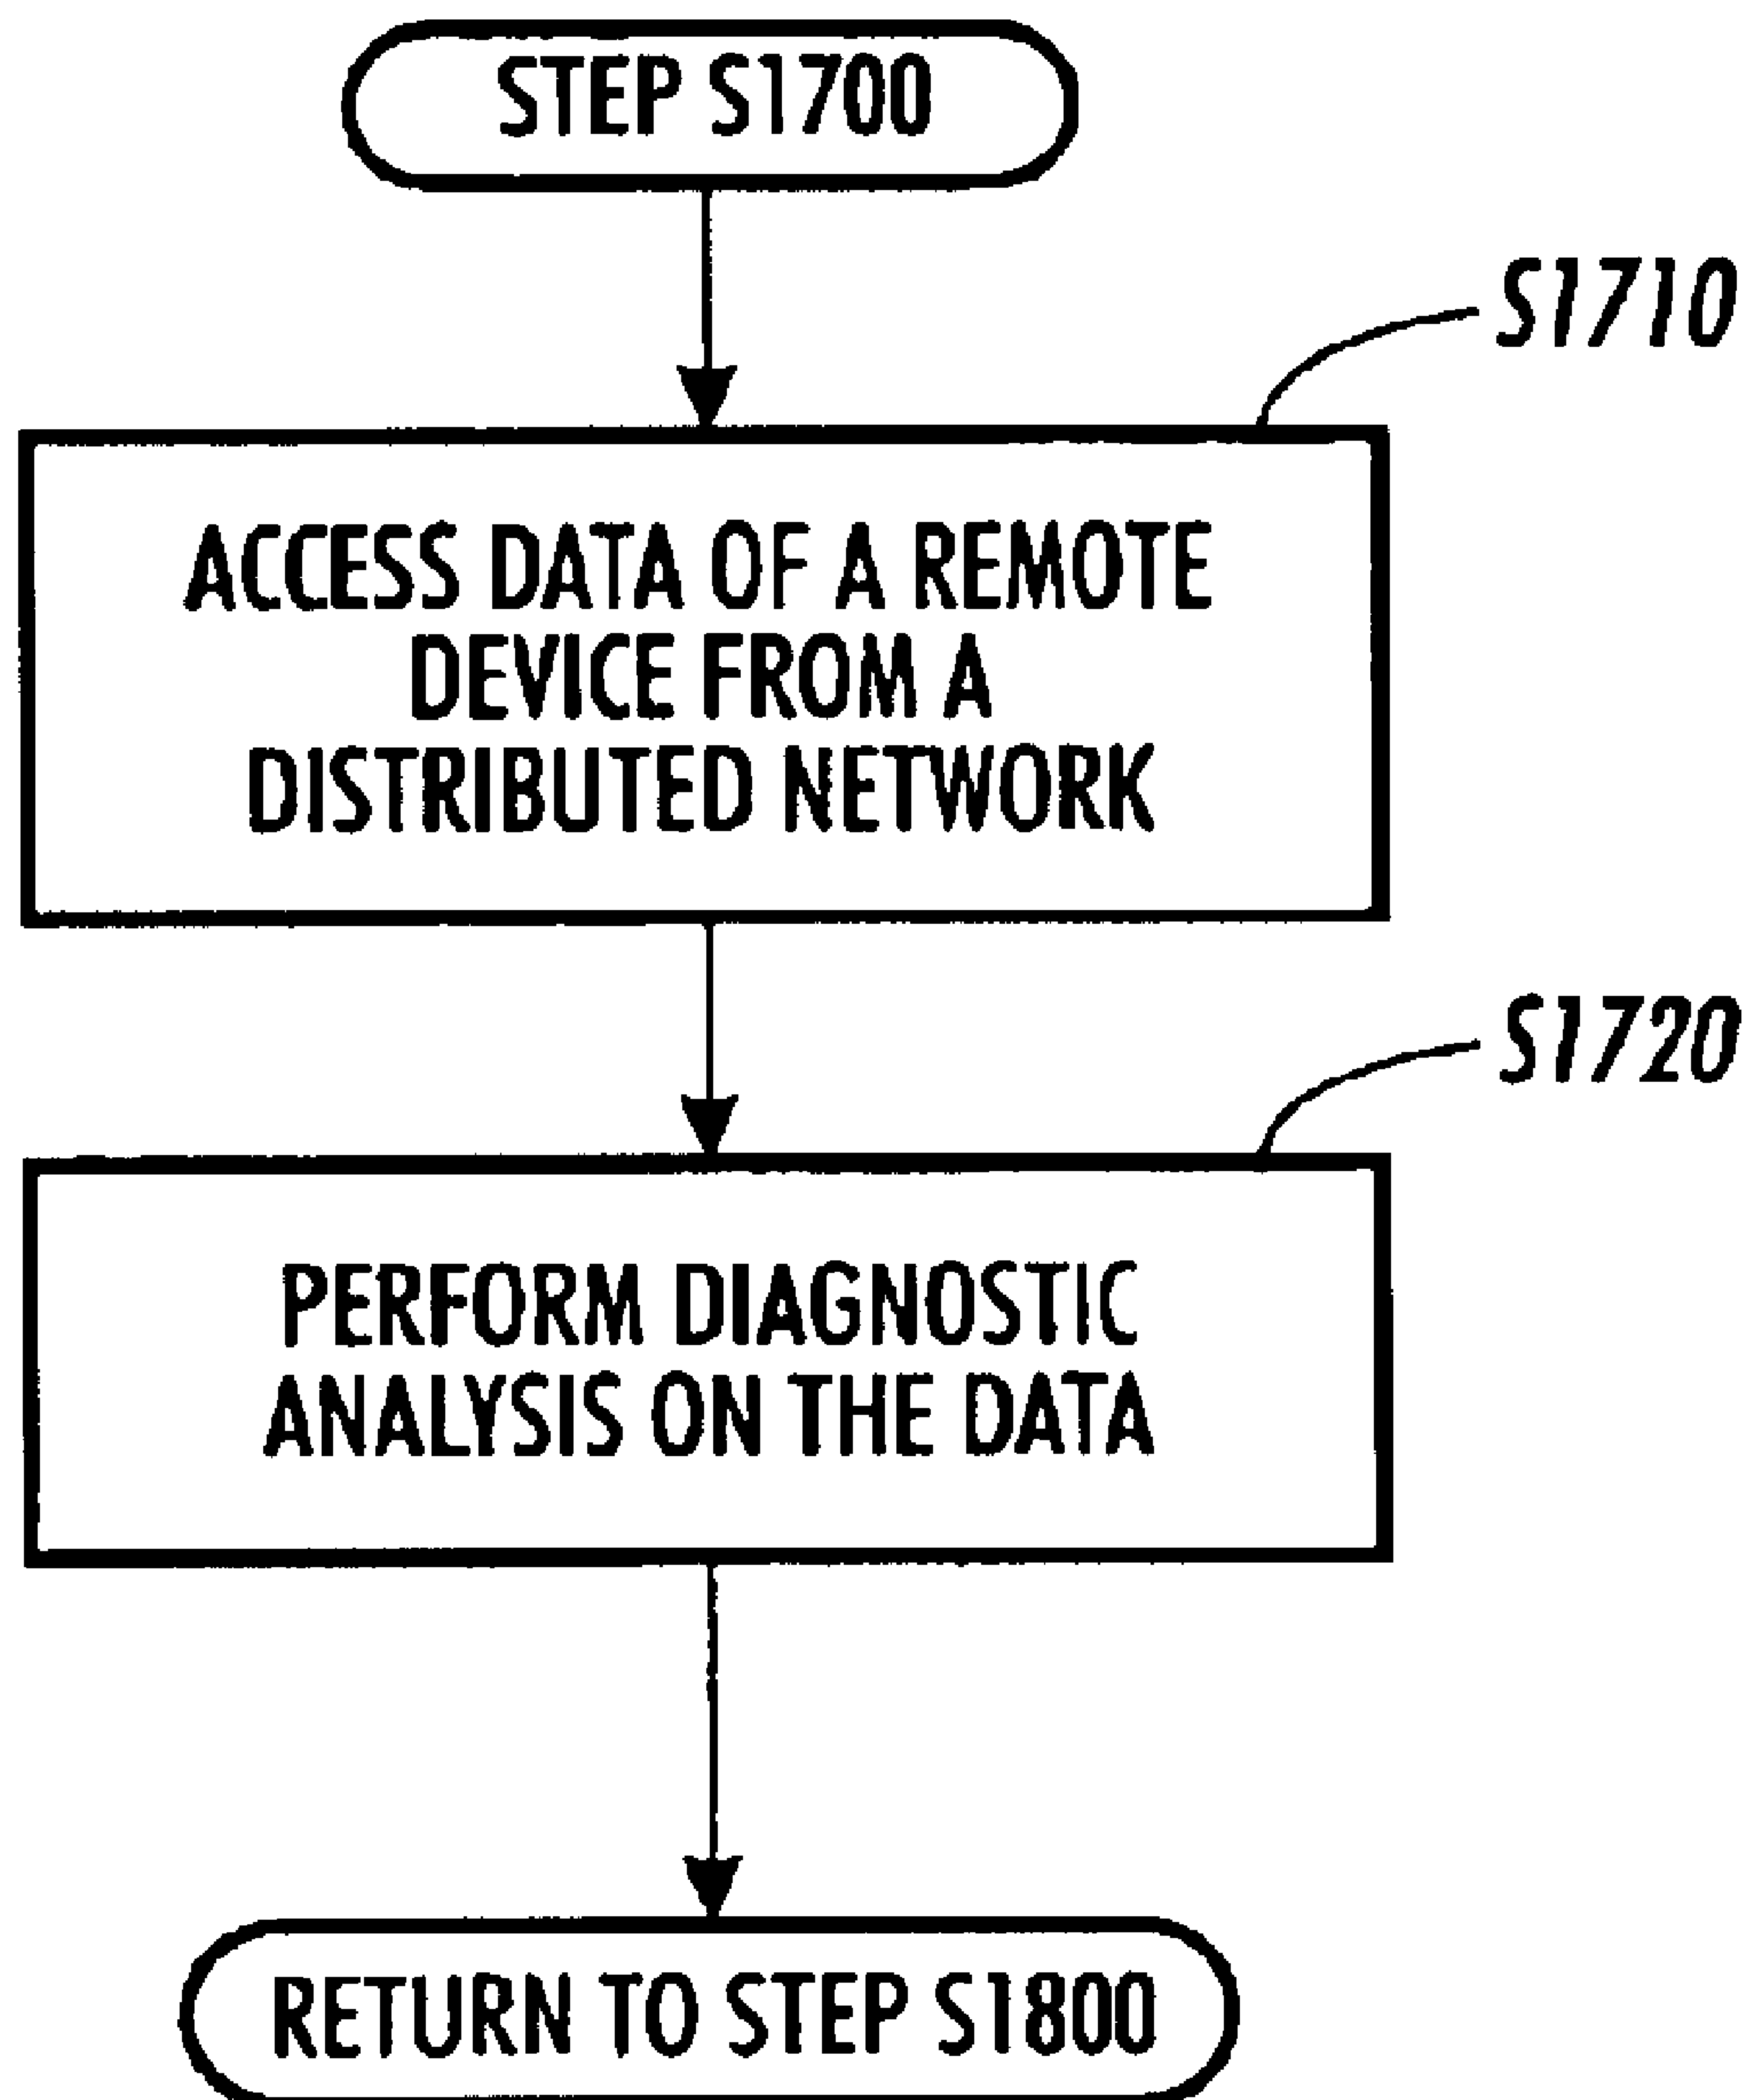 STEP S1700
S1710
ACCESS DATA OF A REMOTE
DEVICE FROM A
DISTRIBUTED NETWORK
S1720
PERFORM DIAGNOSTIC
ANALYSIS ON THE DATA
RETURN TO STEP S1800